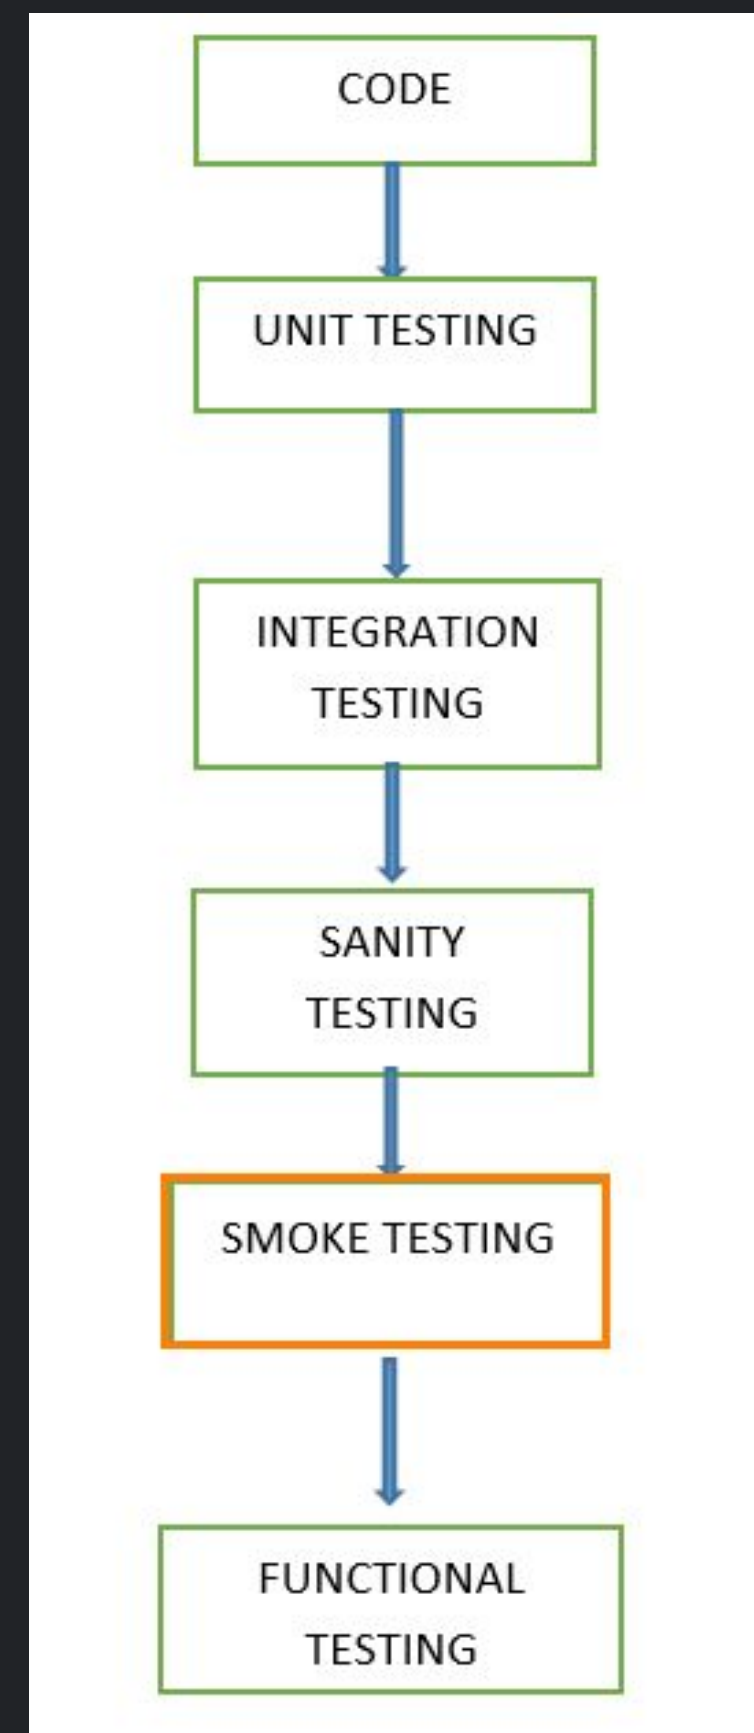 CODE
UNIT TESTING
INTEGRATION
TESTING
SANITY
TESTING
SMOKE TESTING
FUNCTIONAL
TESTING